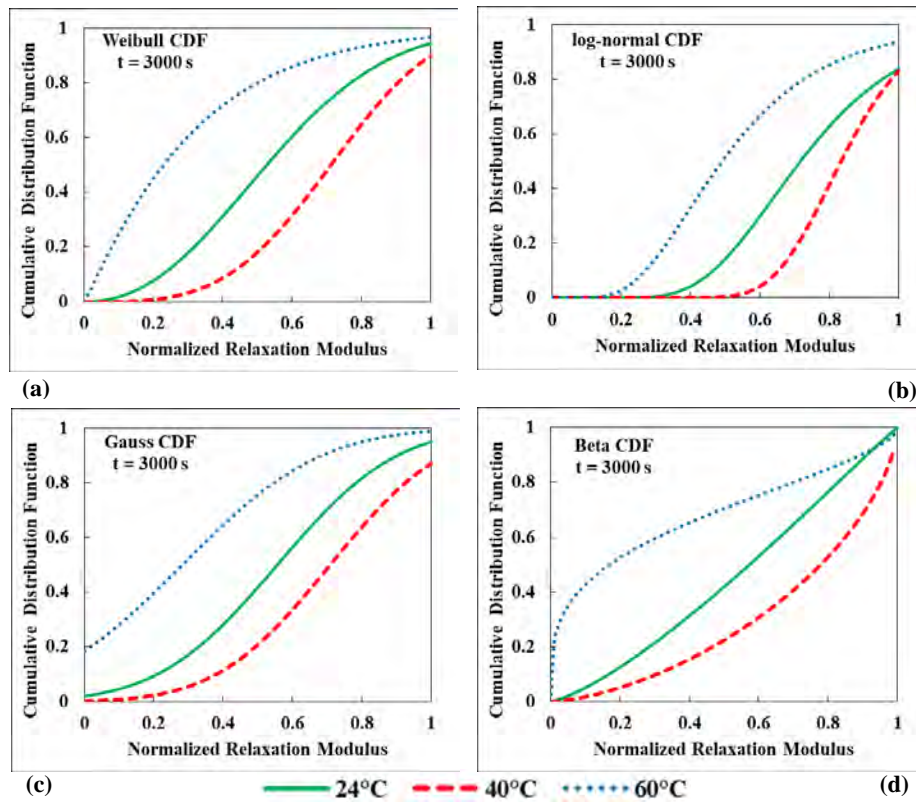 Weibull CDF
t = 3000 s
Cumulative Distribution Function
1
0.8
0.6
0.4
0.2
0
0 0.2 0.4 0.6 0.8 1
Normalized Relaxation Modulus
(a)
log-normal CDF
t = 3000 s
Cumulative Distribution Function
1
0.8
0.6
0.4
0.2
0
0 0.2 0.4 0.6 0.8 1
Normalized Relaxation Modulus
(b)
Gauss CDF
t = 3000 s
Cumulative Distribution Function
1
0.8
0.6
0.4
0.2
0
0 0.2 0.4 0.6 0.8 1
Normalized Relaxation Modulus
(c)
Beta CDF
t = 3000 s
Cumulative Distribution Function
1
0.8
0.6
0.4
0.2
0
0 0.2 0.4 0.6 0.8 1
Normalized Relaxation Modulus
(d)
24°C 40°C 60°C